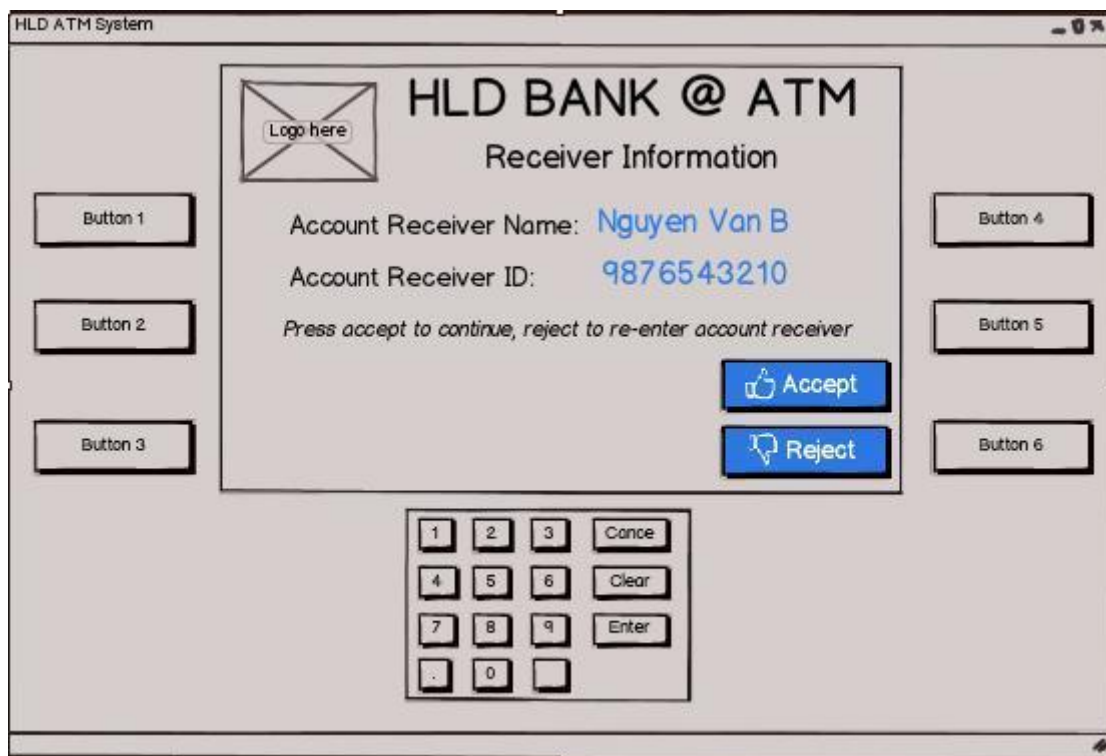 HLD ATM System
Logo here
HLD BANK @ ATM
Receiver Information
Account Receiver Name: Nguyen Van B
Account Receiver ID: 9876543210
Press accept to continue, reject to re-enter account receiver
Accept
Reject
Button 1
Button 2
Button 3
Button 4
Button 5
Button 6
1 2 3 Cance
4 5 6 Clear
7 8 9 Enter
. 0